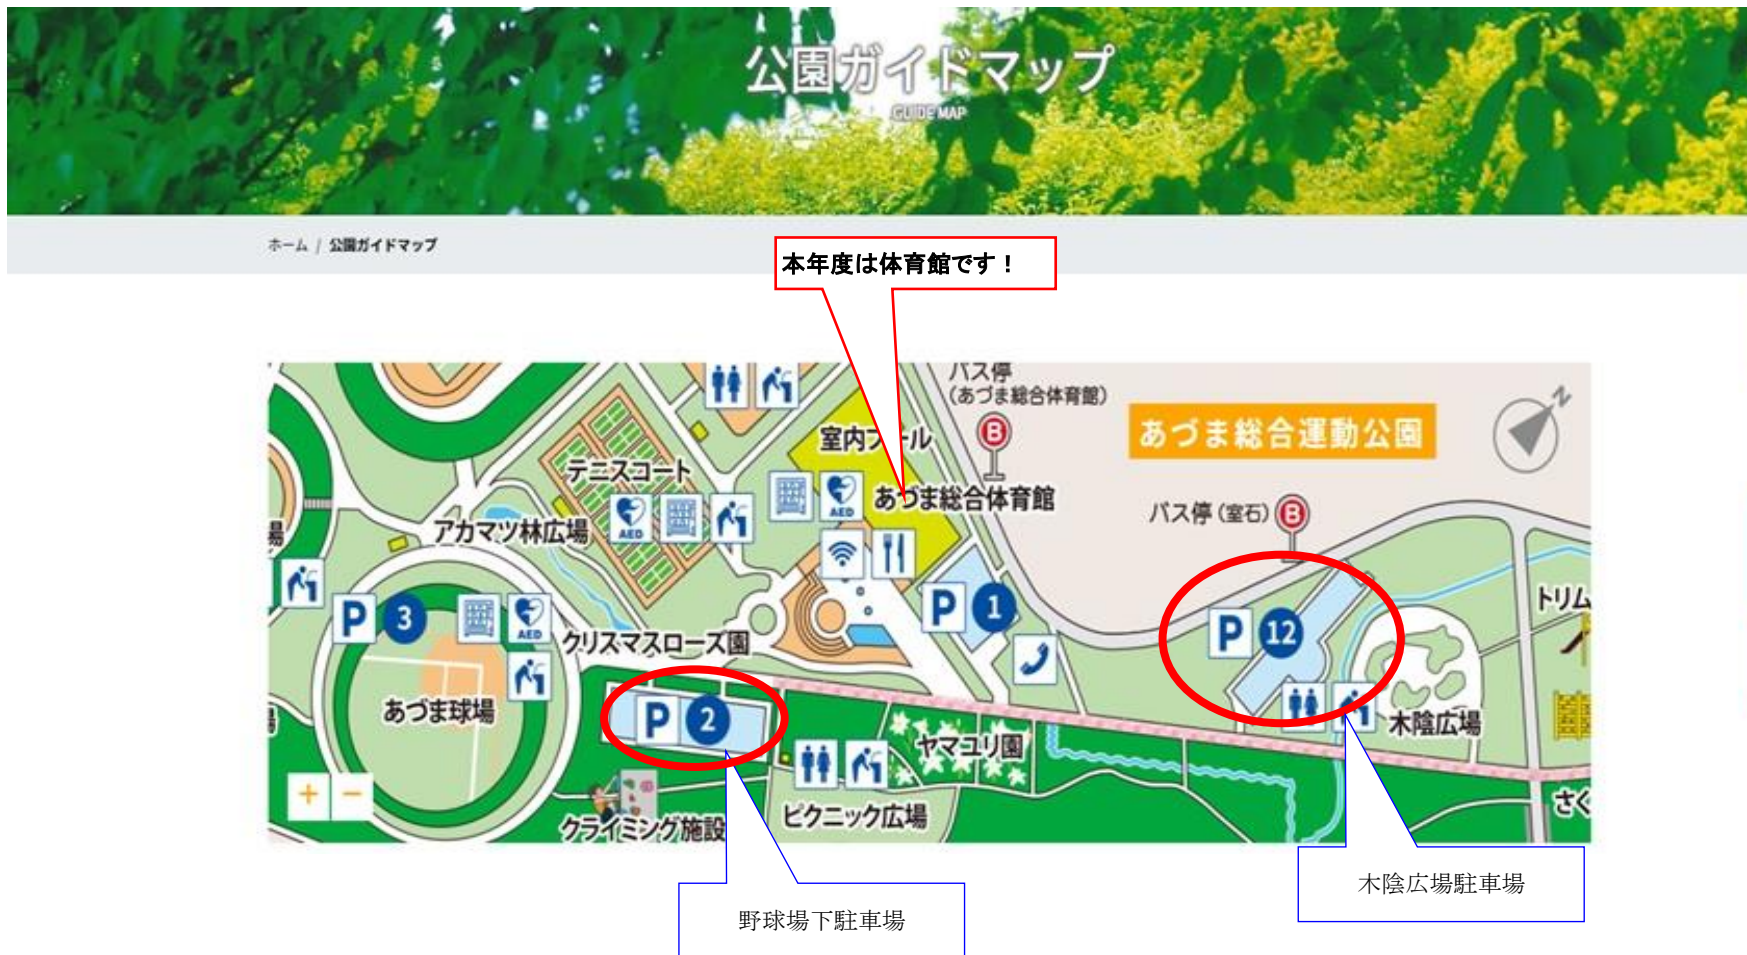 公園ガイドマップ
GUIDE MAP
ホーム / 公園ガイドマップ
本年度は体育館です！
バス停
（あづま総合体育館）
B
あづま総合運動公園
N
室内プール
テニスコート
あづま総合体育館
AED
AED
バス停（室石）
B
アカマツ林広場
場
P 3
AED
P 1
P 12
トリム
クリスマスローズ園
あづま球場
P 2
木陰広場
ヤマユリ園
場
+ −
クライミング施設
ピクニック広場
さく
木陰広場駐車場
野球場下駐車場